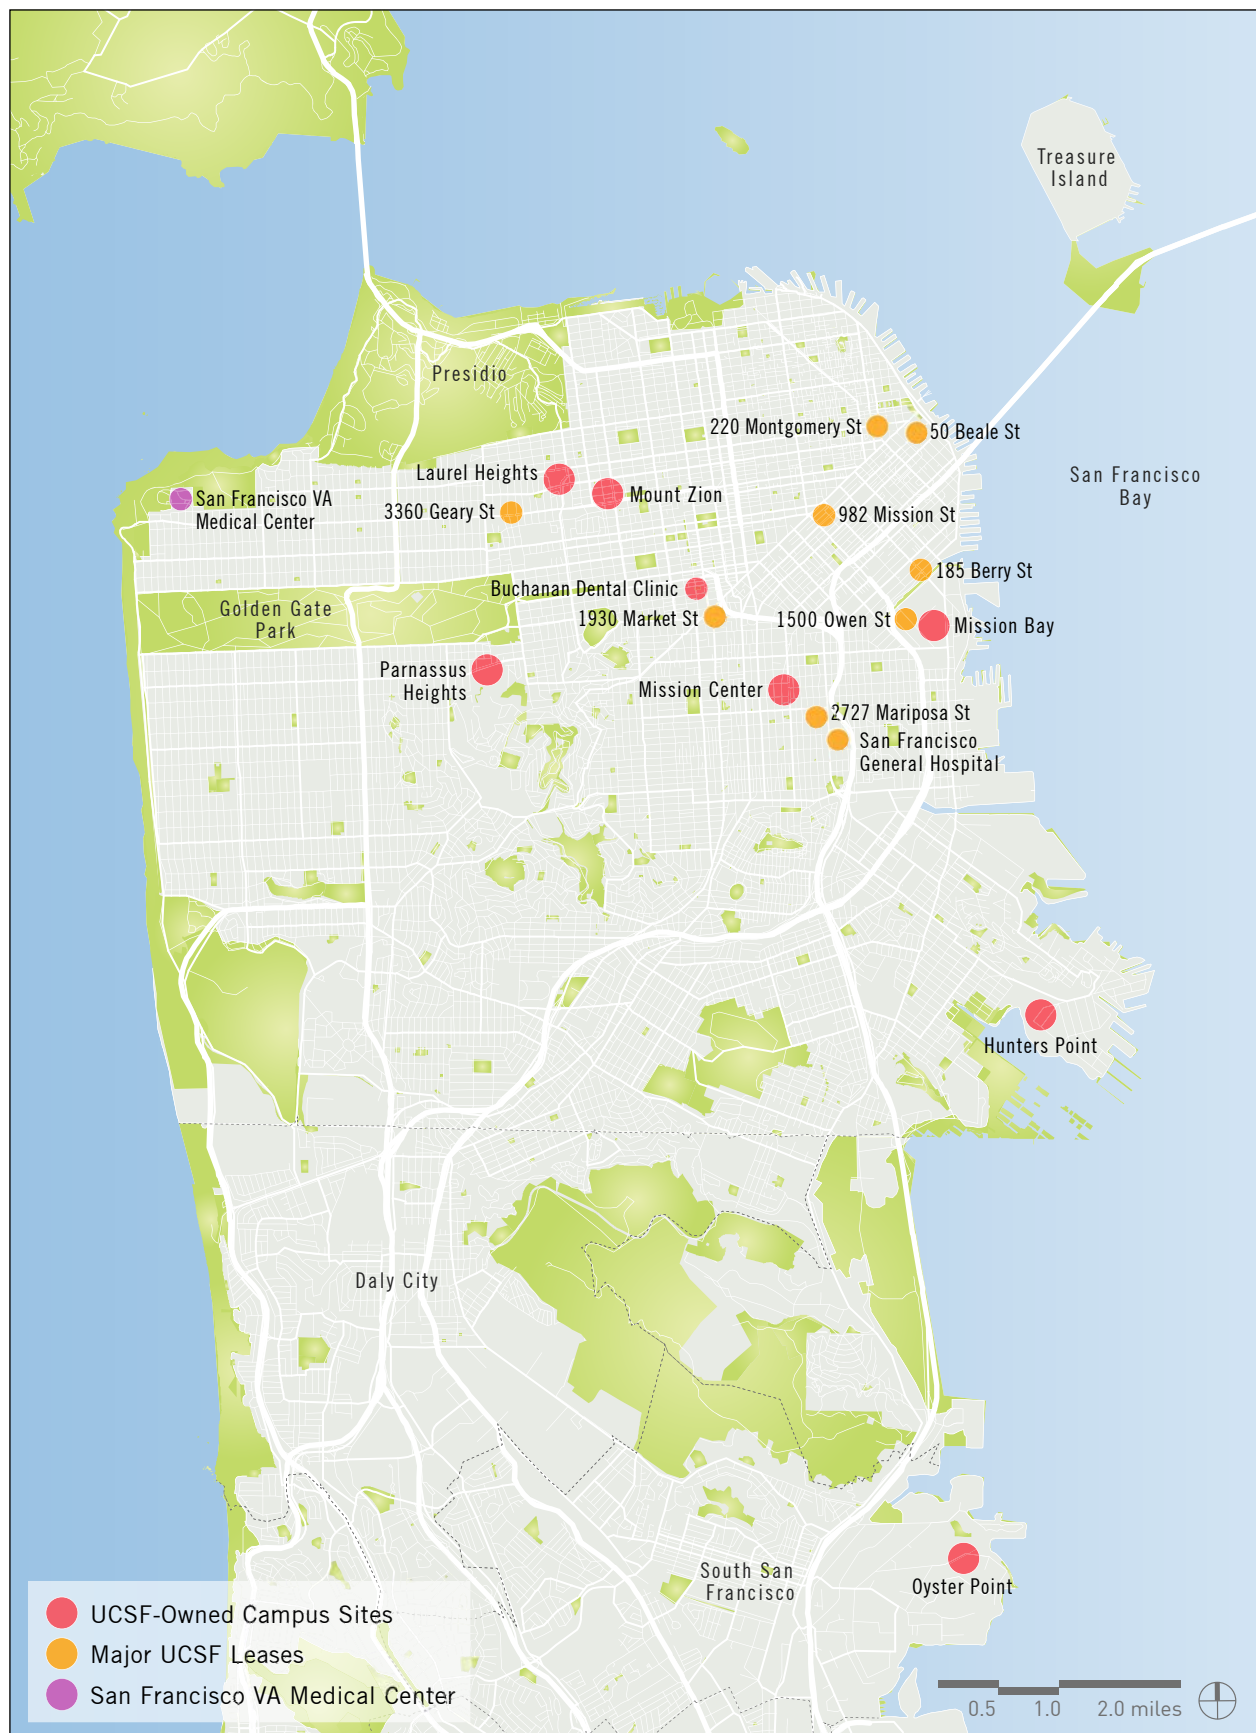 Treasure
Island
Presidio
220 Montgomery St
50 Beale St
Laurel Heights
Mount Zion
San Francisco
Bay
San Francisco VA
Medical Center
3360 Geary St
982 Mission St
185 Berry St
Buchanan Dental Clinic
Golden Gate
Park
1930 Market St
1500 Owen St
Mission Bay
Parnassus
Heights
Mission Center
2727 Mariposa St
San Francisco
General Hospital
Hunters Point
Daly City
South San
Francisco
Oyster Point
UCSF-Owned Campus Sites
Major UCSF Leases
San Francisco VA Medical Center
0.5 1.0 2.0 miles